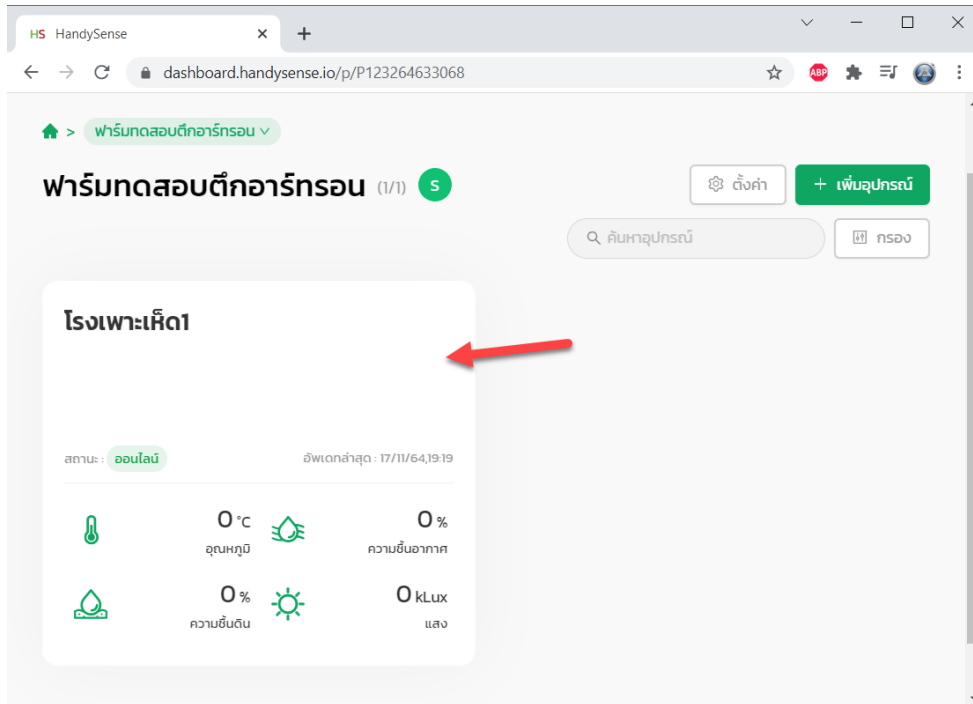 HS HandySense
dashboard.handysense.io/p/P123264633068
ABP
> ฟาร์มทดสอบตึกอาร์ทรอน
ฟาร์มทดสอบตึกอาร์ทรอน (1/1) S
ตั้งค่า
+ เพิ่มอุปกรณ์
ค้นหาอุปกรณ์
กรอง
โรงเพาะเห็ด1
สถานะ : ออนไลน์
อัพเดทล่าสุด : 17/11/64,19:19
0 °C
อุณหภูมิ
0 %
ความชื้นอากาศ
0 %
ความชื้นดิน
0 kLux
แสง